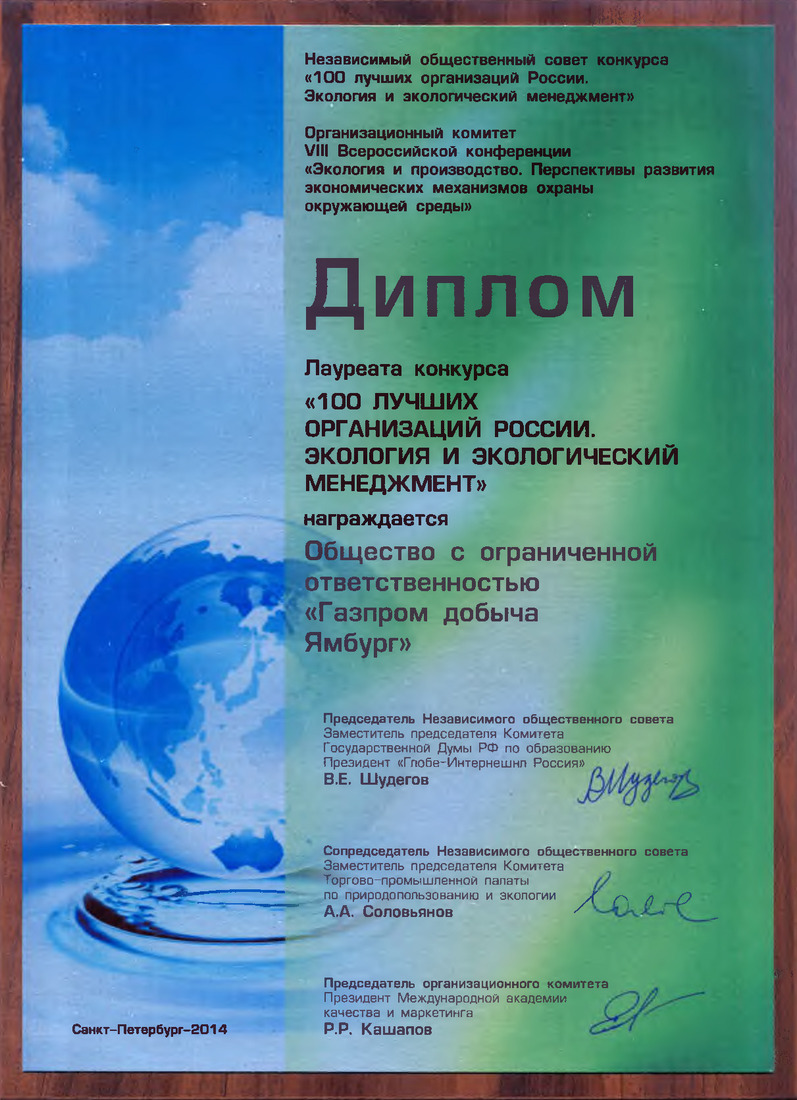 Независимый общественный совет конкурса
«100 лучших организаций России.
Экология и экологический менеджмент»
Организационный комитет
VIII Всероссийской конференции
«Экология и производство. Перспективы развития
экономических механизмов охраны
окружающей среды»
Диплом
Лауреата конкурса
«100 ЛУЧШИХ
ОРГАНИЗАЦИЙ РОССИИ.
ЭКОЛОГИЯ И ЭКОЛОГИЧЕСКИЙ
МЕНЕДЖМЕНТ»
награждается
Общество с ограниченной
ответственностью
«Газпром добыча
Ямбург»
Председатель Независимого общественного совета
Заместитель председателя Комитета
Государственной Думы РФ по образованию
Президент «Глобе-Интернешнл Россия»
В.Е. Шудегов
Сопредседатель Независимого общественного совета
Заместитель председателя Комитета
Торгово-промышленной палаты
по природопользованию и экологии
А.А. Соловьянов
Председатель организационного комитета
Президент Международной академии
качества и маркетинга
Р.Р. Кашапов
Санкт-Петербург-2014